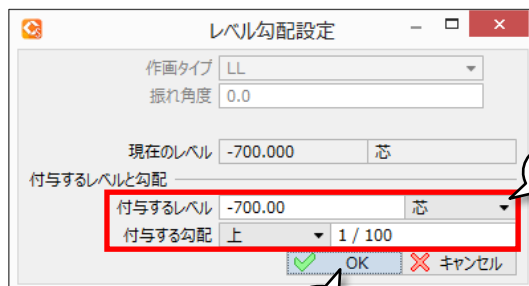 レベル勾配設定
作画タイプ LL
振れ角度 0.0
現在のレベル -700.000 芯
付与するレベルと勾配
付与するレベル -700.00 芯
付与する勾配 上 1 / 100
OK キャンセル